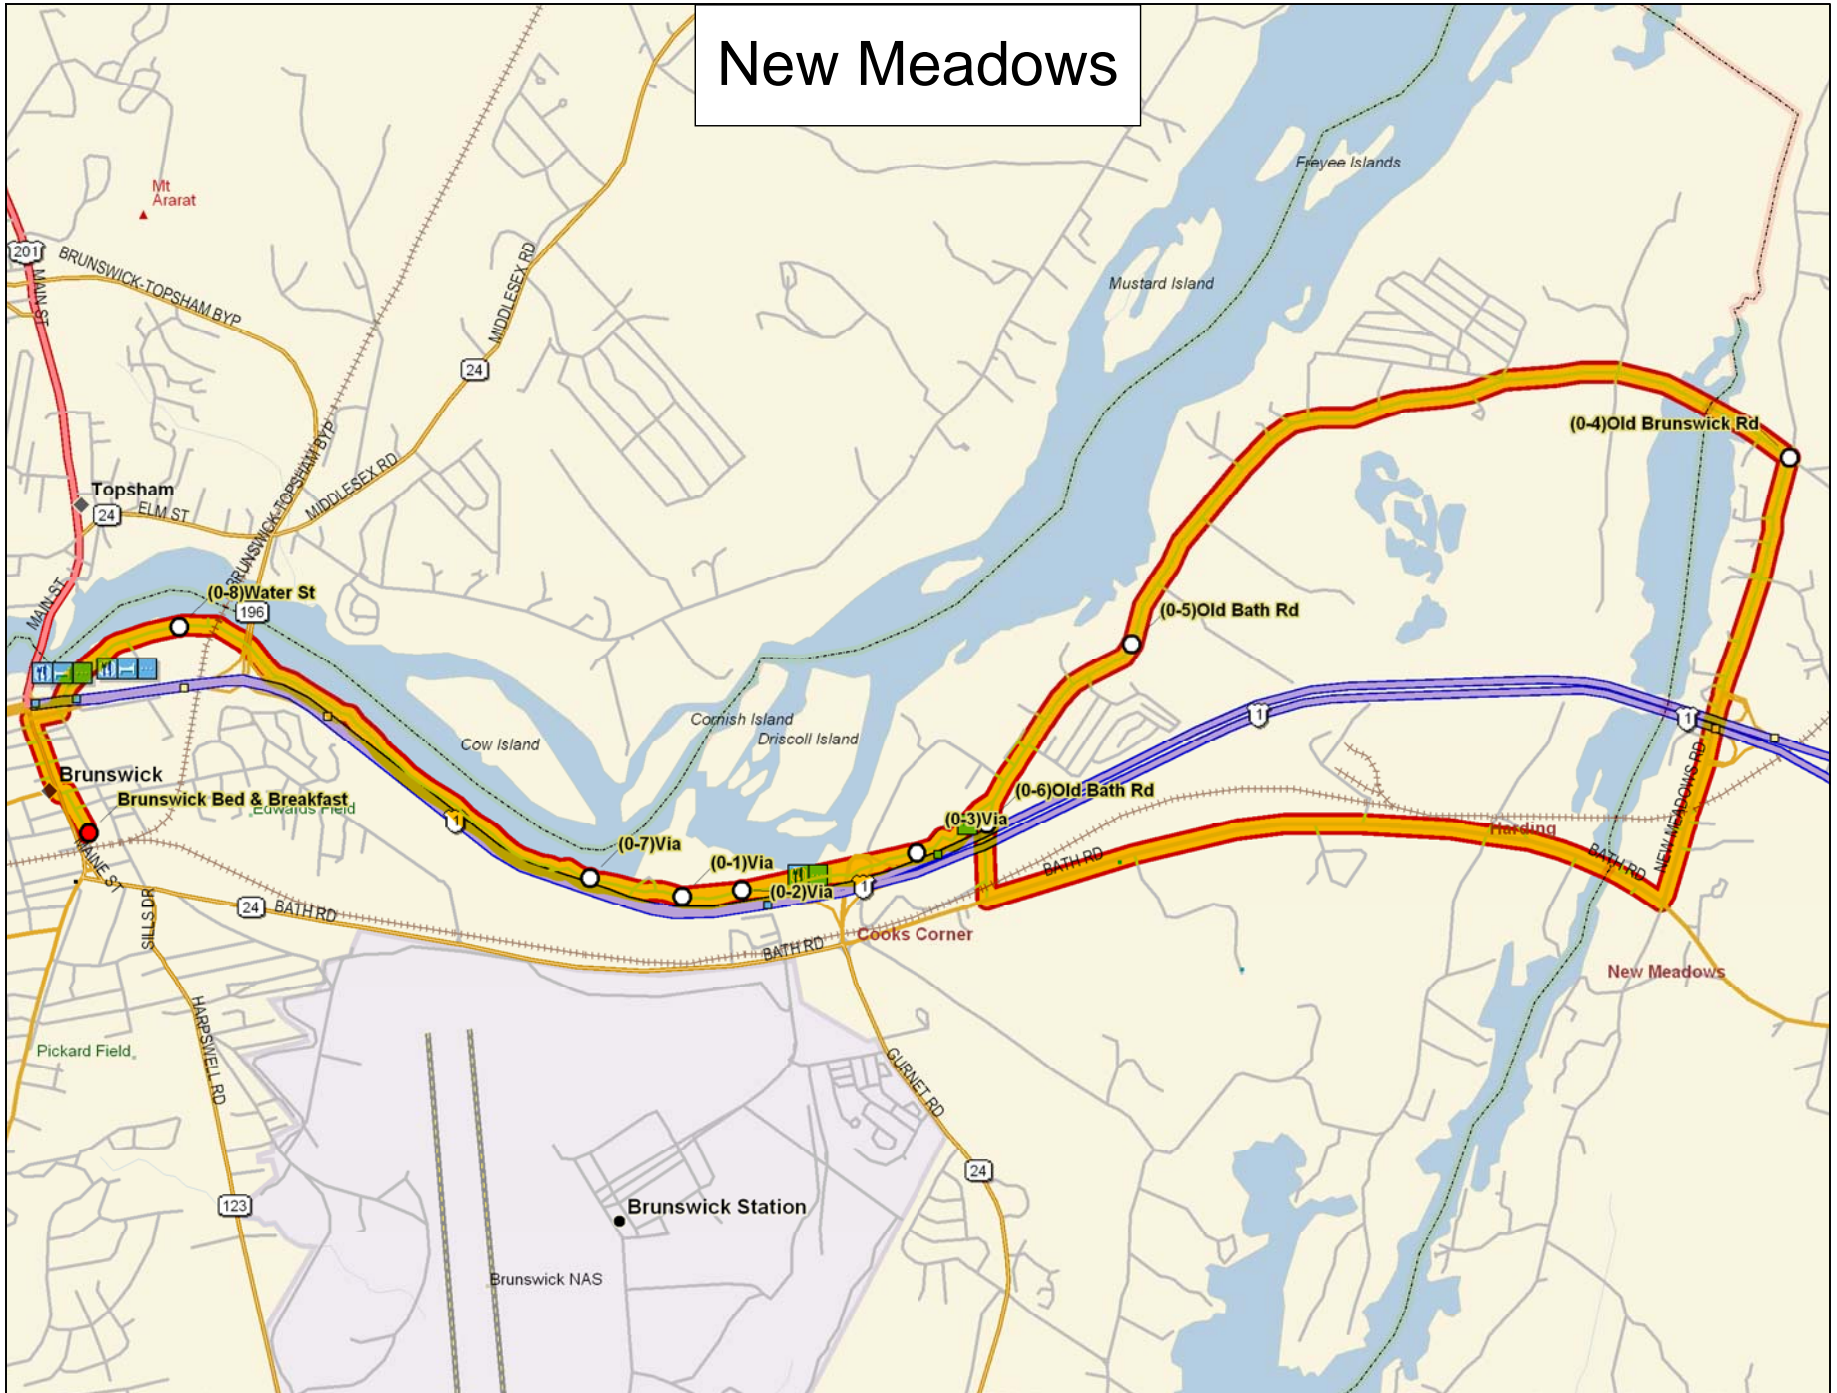 New Meadows
Freyee Islands
Mt
Ararat
201
MAIN ST
BRUNSWICK-TOPSHAM BYP
MIDDLESEX RD
Mustard Island
24
(0-4)Old Brunswick Rd
BRUNSWICK-TOPSHAM BYP
MIDDLESEX RD
Topsham
24
ELM ST
MAIN ST
(0-8)Water St
196
(0-5)Old Bath Rd
Cornish Island
Driscoll Island
Cow Island
1
1
Brunswick
Brunswick Bed & Breakfast
Edwards Field
(0-6)Old Bath Rd
(0-3)Via
1
Harding
NEW MEADOWS RD
(0-7)Via
(0-1)Via
(0-2)Via
1
BATH RD
BATH RD
MAINE ST
SILLS DR
24
BATH RD
BATH RD
Cooks Corner
New Meadows
HARPSWELL RD
Pickard Field
GURNET RD
24
123
Brunswick Station
Brunswick NAS